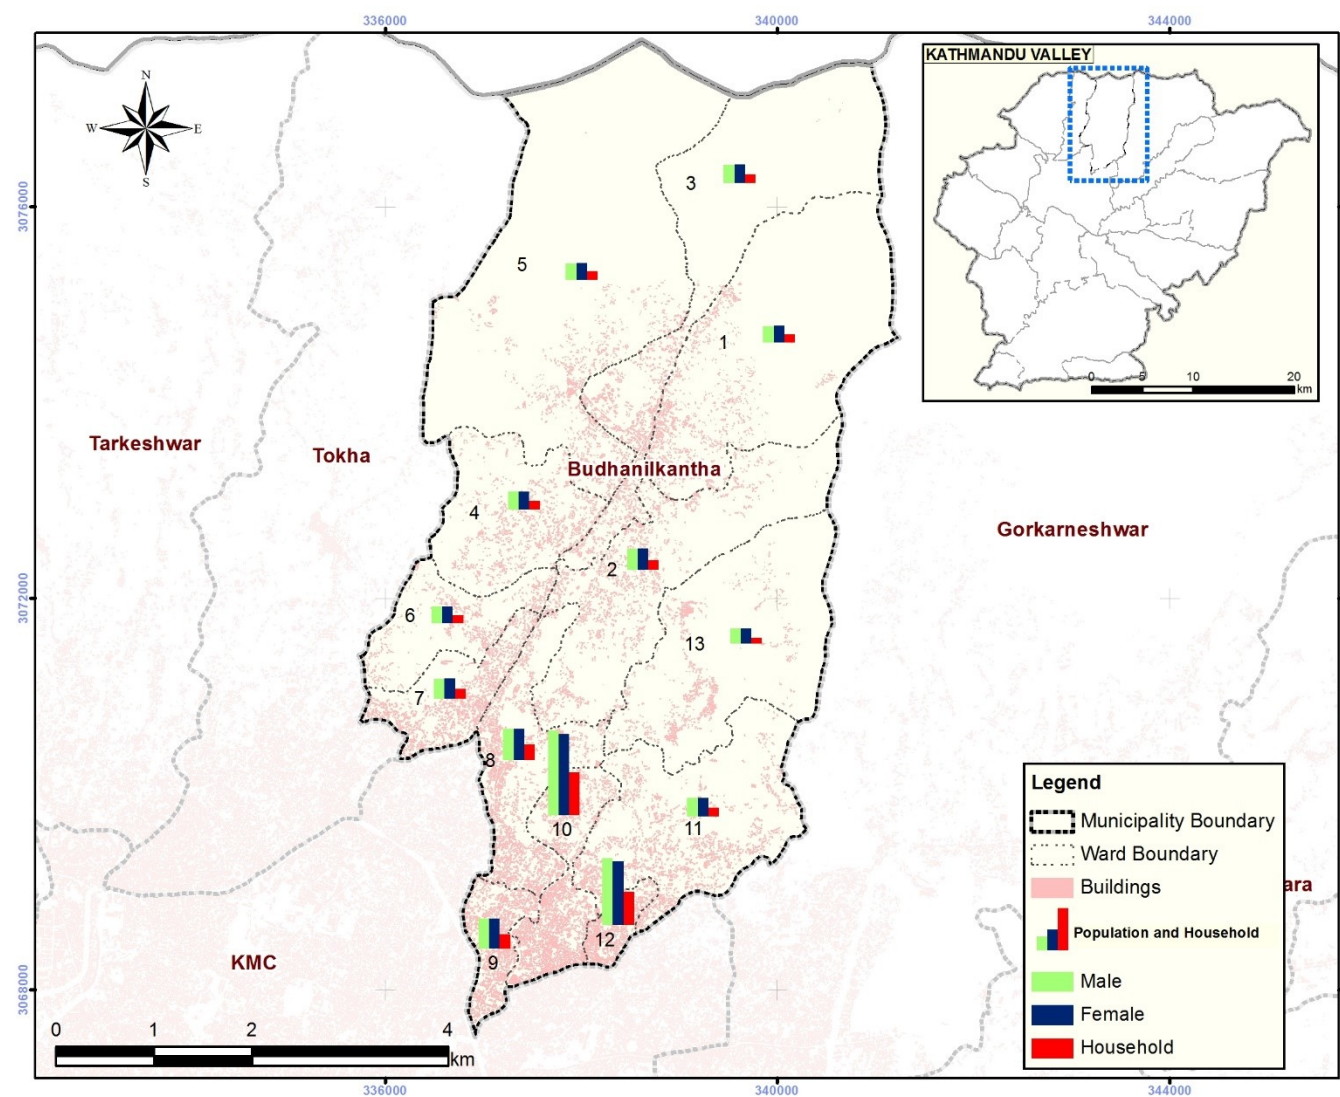 336000
340000
344000
KATHMANDU VALLEY
N
W
E
S
3
3076000
5
1
0
5
10
20
km
Tarkeshwar
Tokha
Budhanilkantha
4
Gorkarneshwar
2
3072000
6
13
7
8
10
11
Legend
Municipality Boundary
Ward Boundary
Buildings
ara
Population and Household
12
9
KMC
Male
3068000
Female
0
1
2
4
km
Household
336000
340000
344000